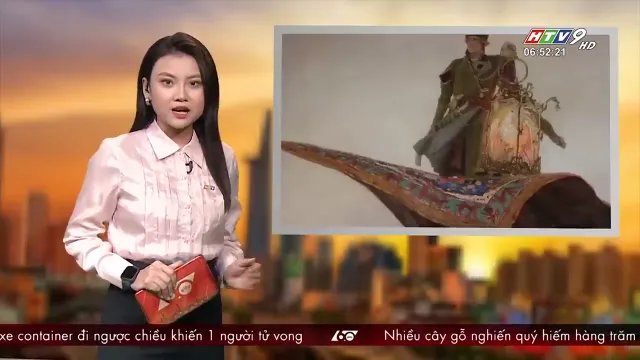 HTV9 HD
06:52:21
xe container đi ngược chiều khiến 1 người tử vong
60
Nhiều cây gỗ nghiến quý hiếm hàng trăm